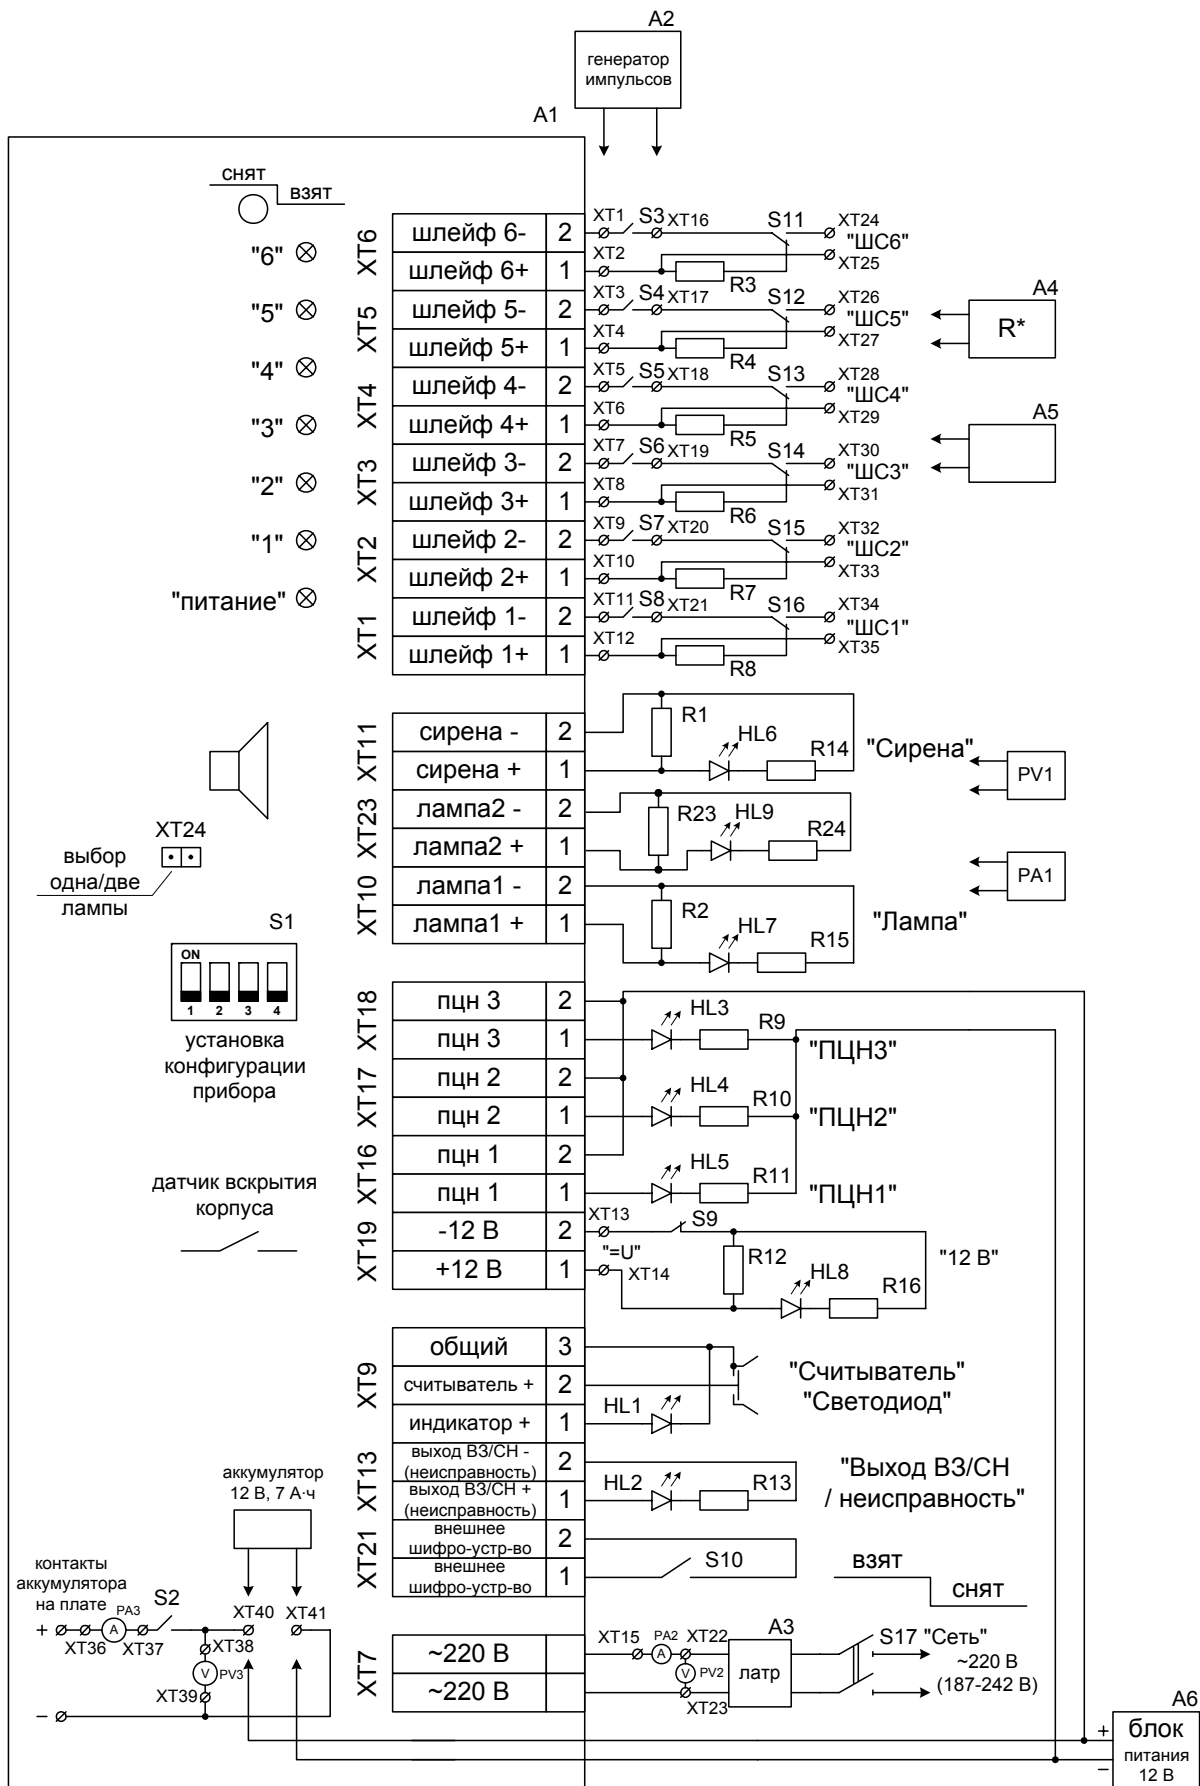 A2
генератор
импульсов
A1
СНЯТ
ВЗЯТ
"6"
"5"
"4"
"3"
"2"
"1"
"питание"
XT6
шлейф 6- 2
шлейф 6+ 1
XT5
шлейф 5- 2
шлейф 5+ 1
XT4
шлейф 4- 2
шлейф 4+ 1
XT3
шлейф 3- 2
шлейф 3+ 1
XT2
шлейф 2- 2
шлейф 2+ 1
XT1
шлейф 1- 2
шлейф 1+ 1
XT1 S3 XT16 S11 XT24
"ШС6"
XT2 R3 XT25
XT3 S4 XT17 S12 XT26
"ШС5"
XT4 R4 XT27
XT5 S5 XT18 S13 XT28
"ШС4"
XT6 R5 XT29
XT7 S6 XT19 S14 XT30
"ШС3"
XT8 R6 XT31
XT9 S7 XT20 S15 XT32
"ШС2"
XT10 R7 XT33
XT11 S8 XT21 S16 XT34
"ШС1"
XT12 R8 XT35
A4
R*
A5
XT11
сирена - 2
сирена + 1
XT23
лампа2 - 2
лампа2 + 1
XT10
лампа1 - 2
лампа1 + 1
R1 HL6 R14
"Сирена"
PV1
R23 HL9 R24
PA1
R2 HL7 R15
"Лампа"
XT24
выбор
одна/две
лампы
S1
ON
1 2 3 4
установка
конфигурации
прибора
датчик вскрытия
корпуса
XT18
пцн 3 2
пцн 3 1
XT17
пцн 2 2
пцн 2 1
XT16
пцн 1 2
пцн 1 1
XT19
-12 В 2
+12 В 1
HL3 R9
"ПЦН3"
HL4 R10
"ПЦН2"
HL5 R11
"ПЦН1"
XT13 S9
"=U"
XT14
R12 HL8 R16
"12 В"
XT9
общий 3
считыватель + 2
индикатор + 1
HL1
"Считыватель"
"Светодиод"
XT13
выход ВЗ/СН -
(неисправность) 2
выход ВЗ/СН +
(неисправность) 1
HL2 R13
"Выход ВЗ/СН
/ неисправность"
XT21
внешнее
шифро-устр-во 2
внешнее
шифро-устр-во 1
S10
ВЗЯТ
СНЯТ
аккумулятор
12 В, 7 А·ч
контакты
аккумулятора
на плате
+ XT36 A PA3 XT37 S2
XT38
V PV3
XT39
XT40 XT41
–
XT7
~220 В
~220 В
XT15 PA2 A XT22
V PV2
XT23
A3
латр
S17 "Сеть"
~220 В
(187-242 В)
A6
+
–
блок
питания
12 В